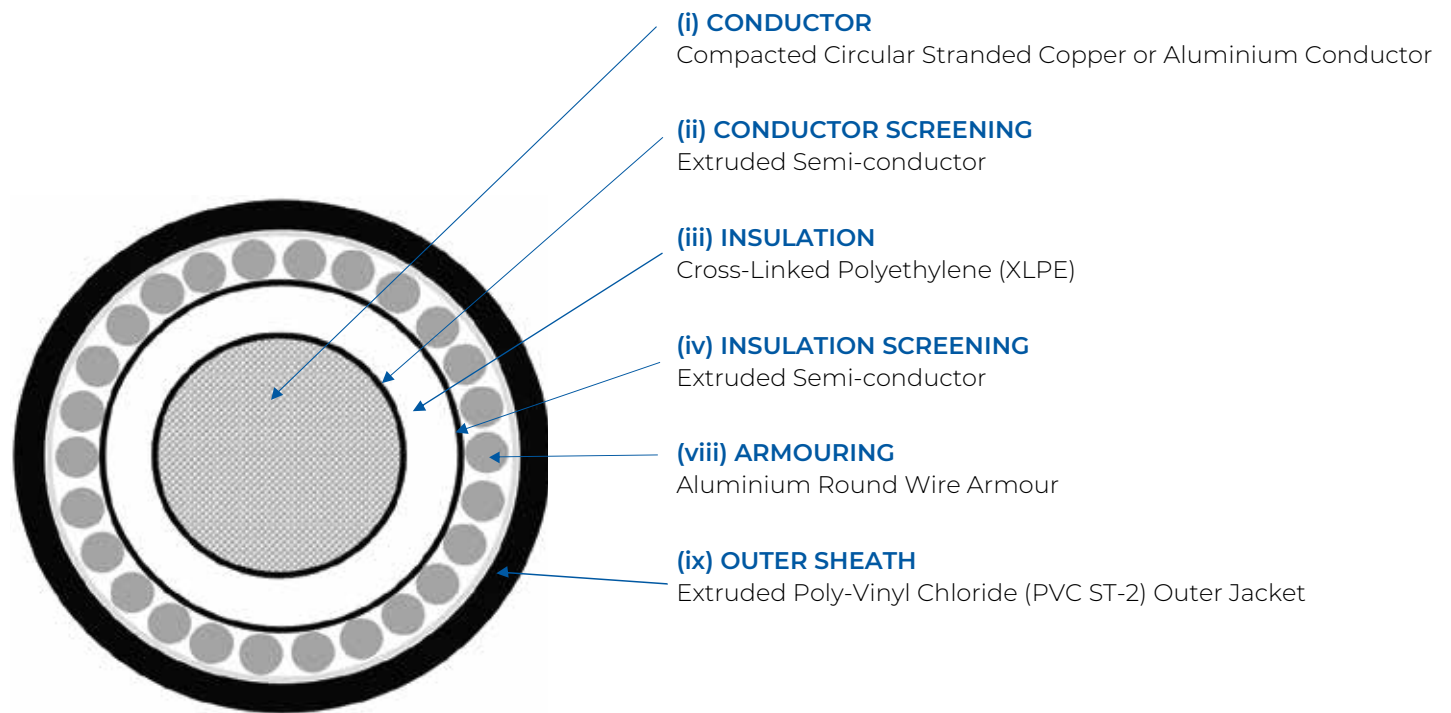 (i) CONDUCTOR
Compacted Circular Stranded Copper or Aluminium Conductor
(ii) CONDUCTOR SCREENING
Extruded Semi-conductor
(iii) INSULATION
Cross-Linked Polyethylene (XLPE)
(iv) INSULATION SCREENING
Extruded Semi-conductor
(viii) ARMOURING
Aluminium Round Wire Armour
(ix) OUTER SHEATH
Extruded Poly-Vinyl Chloride (PVC ST-2) Outer Jacket